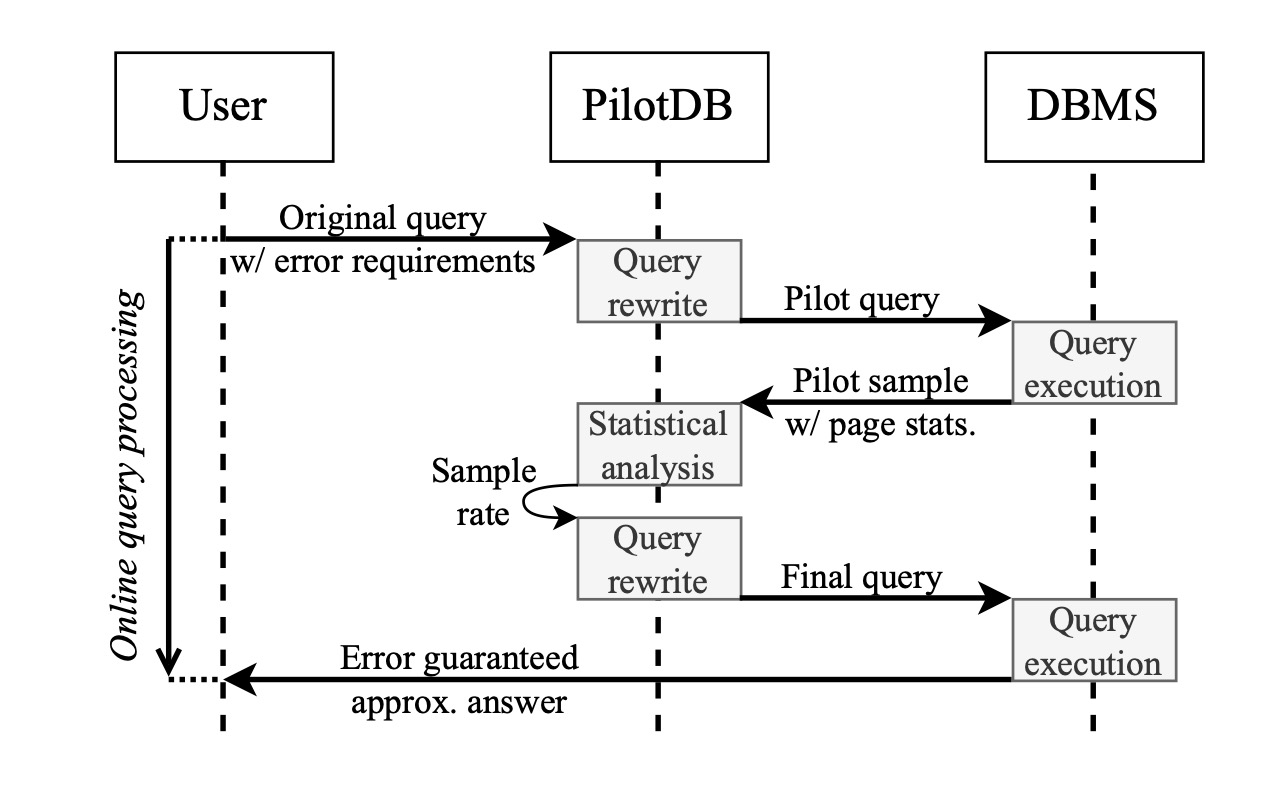 User
PilotDB
DBMS
Original query
w/ error requirements
Query
rewrite
Pilot query
Query
execution
Pilot sample
w/ page stats.
Statistical
analysis
Sample
rate
Query
rewrite
Final query
Query
execution
Error guaranteed
approx. answer
Online query processing